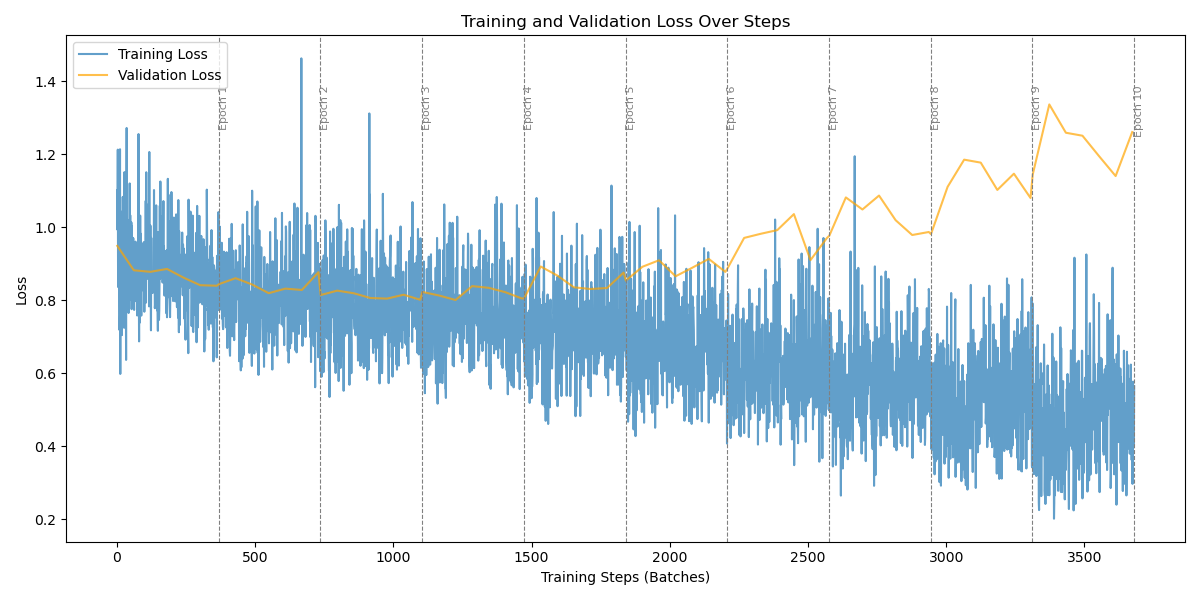 Training and Validation Loss Over Steps
Training Loss
Validation Loss
Epoch 1
Epoch 2
Epoch 3
Epoch 4
Epoch 5
Epoch 6
Epoch 7
Epoch 8
Epoch 9
Epoch 10
Loss
1.4
1.2
1.0
0.8
0.6
0.4
0.2
0
500
1000
1500
2000
2500
3000
3500
Training Steps (Batches)